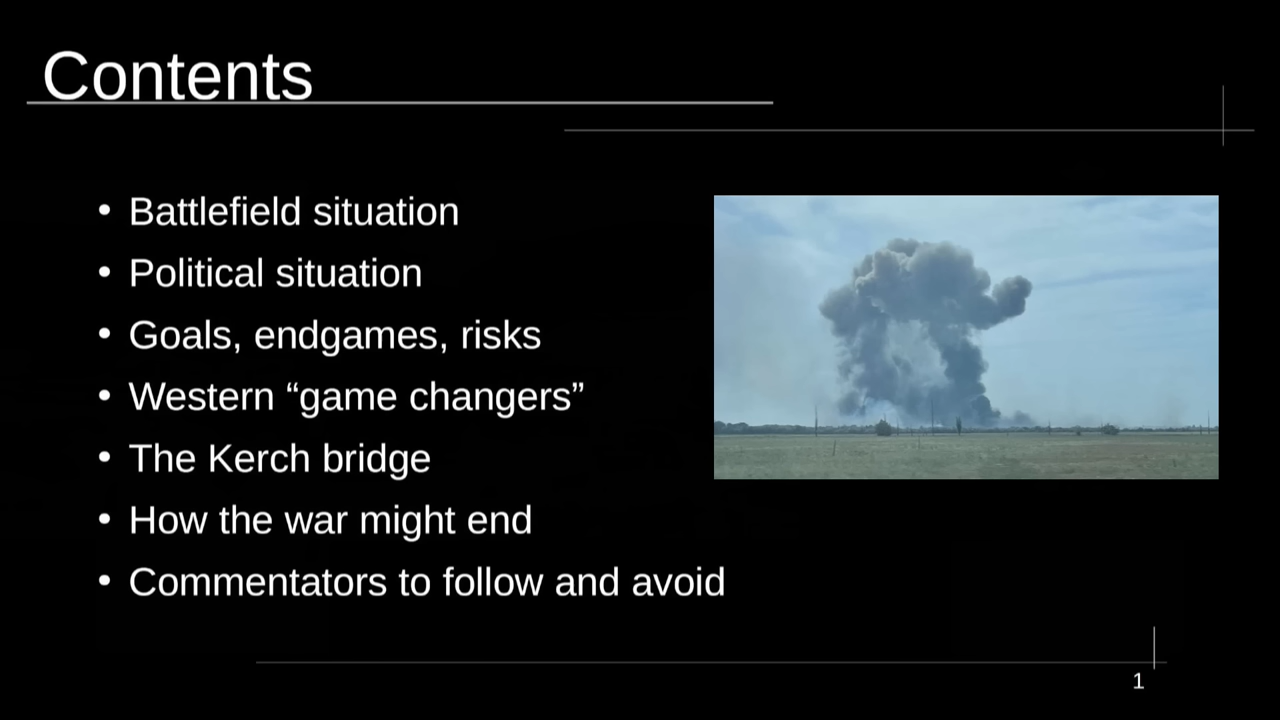 Contents
• Battlefield situation
• Political situation
• Goals, endgames, risks
• Western “game changers”
• The Kerch bridge
• How the war might end
• Commentators to follow and avoid
1